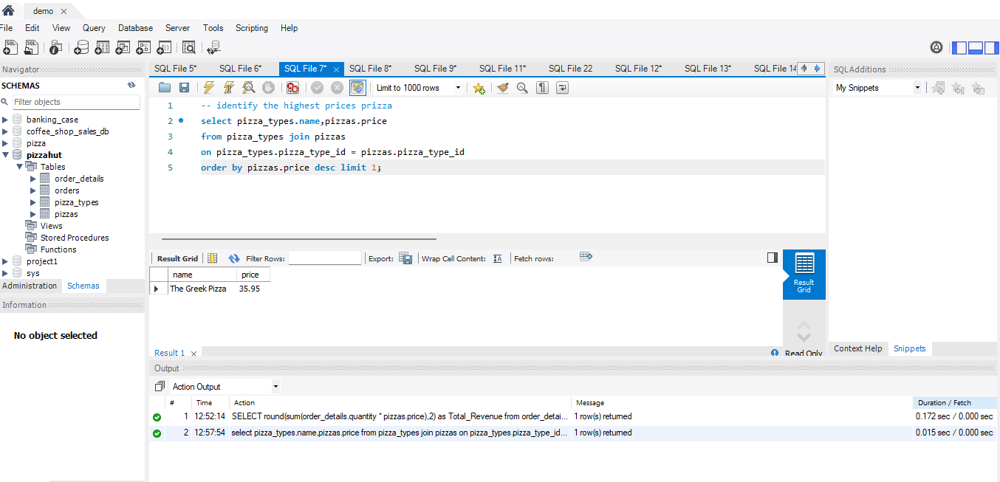 demo
File Edit View Query Database Server Tools Scripting Help
Navigator
SCHEMAS
Filter objects
banking_case
coffee_shop_sales_db
pizza
pizzahut
Tables
order_details
orders
pizza_types
pizzas
Views
Stored Procedures
Functions
project1
sys
Administration Schemas
Information
No object selected
SQL File 5* SQL File 6* SQL File 7* SQL File 8* SQL File 9* SQL File 11* SQL File 22 SQL File 12* SQL File 13* SQL File 14
Limit to 1000 rows
1 -- identify the highest prices prizza
2 select pizza_types.name,pizzas.price
3 from pizza_types join pizzas
4 on pizza_types.pizza_type_id = pizzas.pizza_type_id
5 order by pizzas.price desc limit 1;
Result Grid Filter Rows: Export: Wrap Cell Content: Fetch rows:
name price
The Greek Pizza 35.95
Result Grid
Result 1
Read Only
SQLAdditions
My Snippets
Context Help Snippets
Output
Action Output
# Time Action Message Duration / Fetch
1 12:52:14 SELECT round(sum(order_details.quantity * pizzas.price),2) as Total_Revenue from order_detai... 1 row(s) returned 0.172 sec / 0.000 sec
2 12:57:54 select pizza_types.name,pizzas.price from pizza_types join pizzas on pizza_types.pizza_type_id... 1 row(s) returned 0.015 sec / 0.000 sec